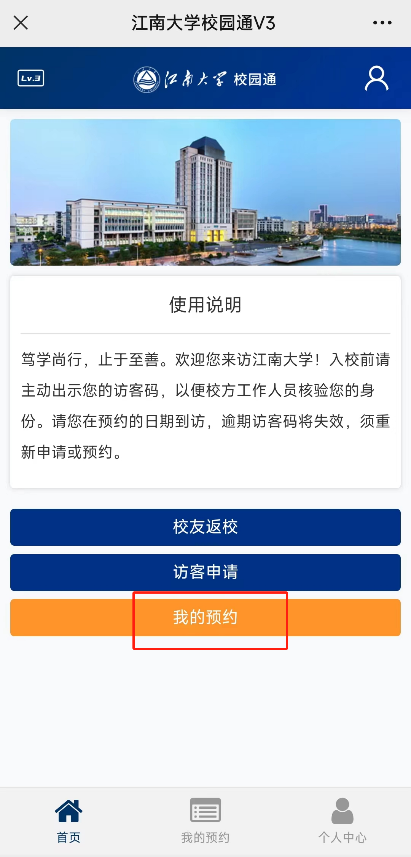 江南大学校园通V3
Lv.3
江南大学 校园通
使用说明
笃学尚行，止于至善。欢迎您来访江南大学！入校前请
主动出示您的访客码，以便校方工作人员核验您的身
份。请您在预约的日期到访，逾期访客码将失效，须重
新申请或预约。
校友返校
访客申请
我的预约
首页
我的预约
个人中心